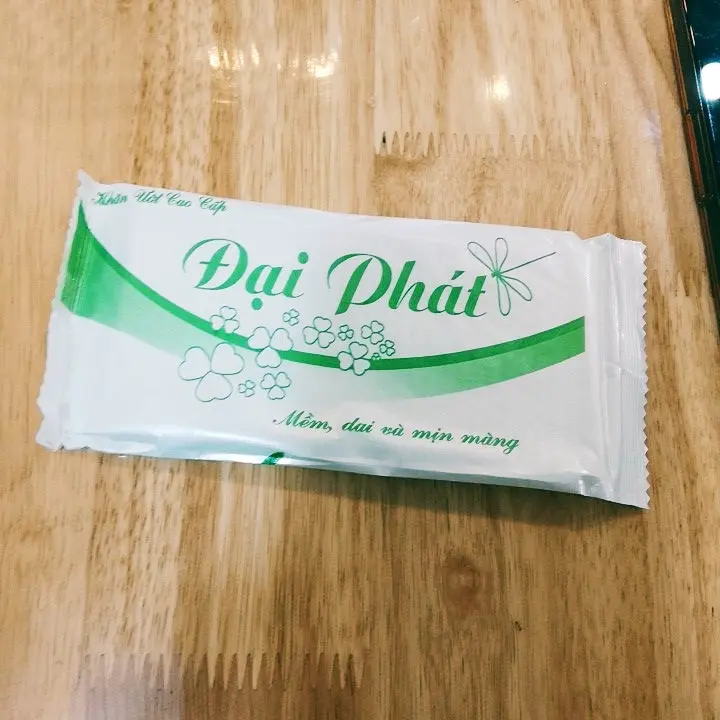 Khăn Ướt Cao Cấp
Đại Phát
Mềm, dai và mịn màng